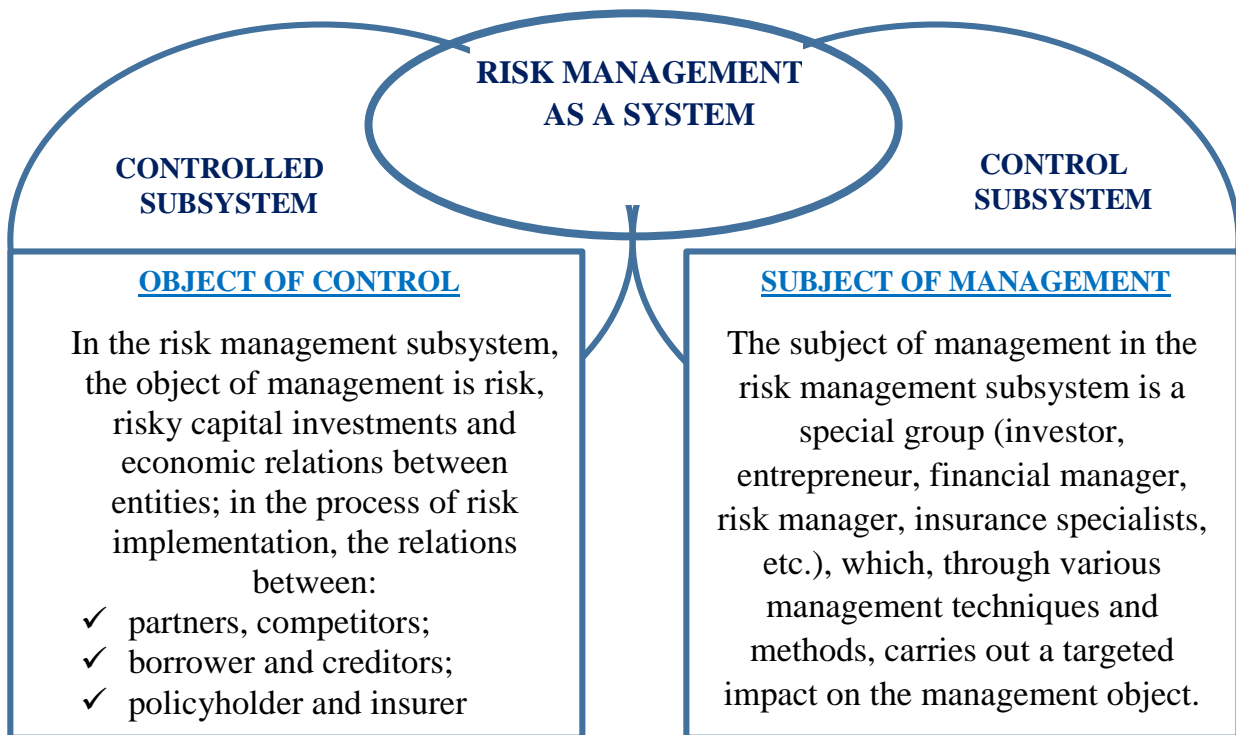 RISK MANAGEMENT
AS A SYSTEM
CONTROLLED
SUBSYSTEM
CONTROL
SUBSYSTEM
OBJECT OF CONTROL
In the risk management subsystem,
the object of management is risk,
risky capital investments and
economic relations between
entities; in the process of risk
implementation, the relations
between:
✓ partners, competitors;
✓ borrower and creditors;
✓ policyholder and insurer
SUBJECT OF MANAGEMENT
The subject of management in the
risk management subsystem is a
special group (investor,
entrepreneur, financial manager,
risk manager, insurance specialists,
etc.), which, through various
management techniques and
methods, carries out a targeted
impact on the management object.